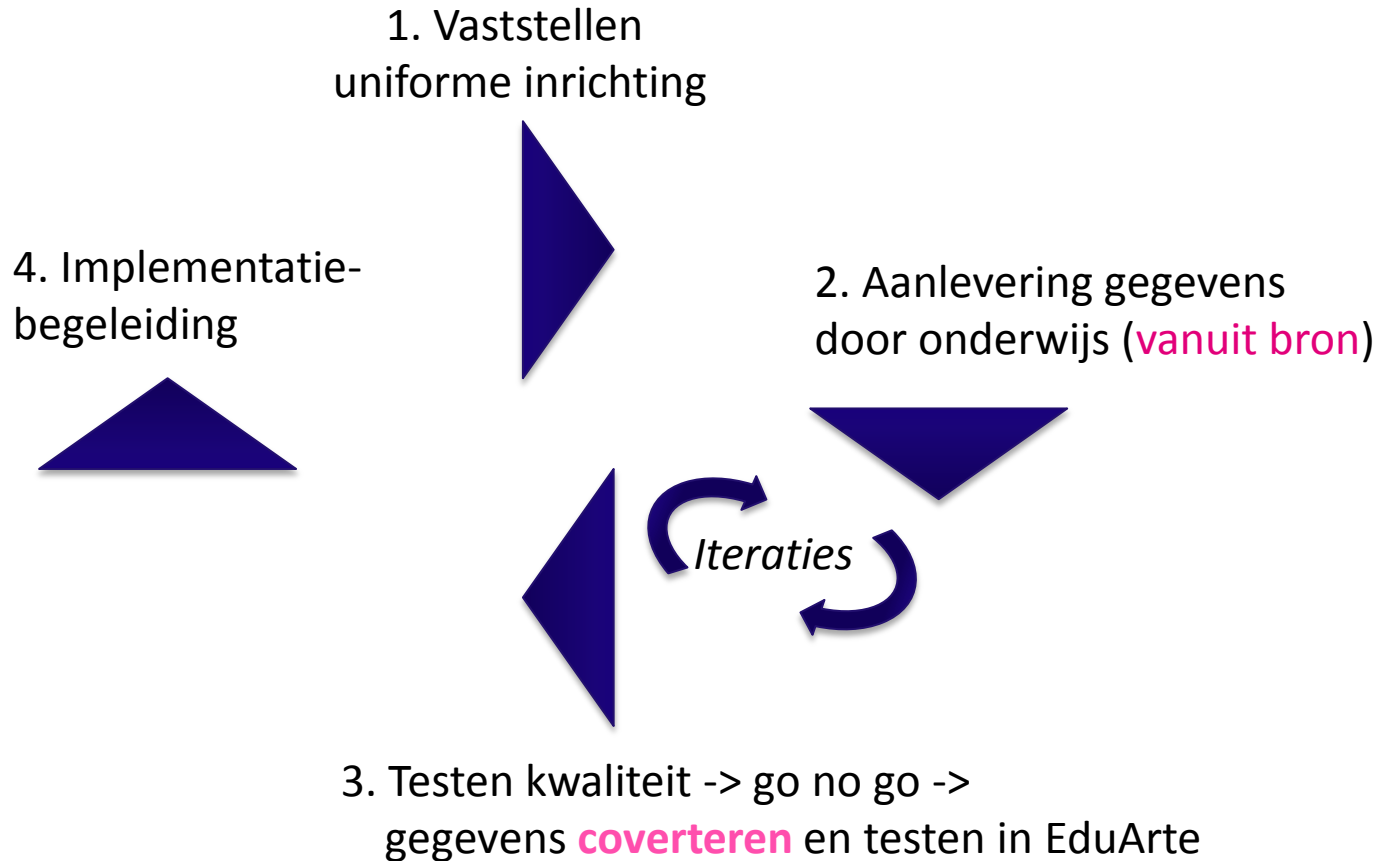 1. Vaststellen
uniforme inrichting
4. Implementatie-
begeleiding
2. Aanlevering gegevens
door onderwijs (vanuit bron)
Iteraties
3. Testen kwaliteit -> go no go ->
gegevens coverteren en testen in EduArte